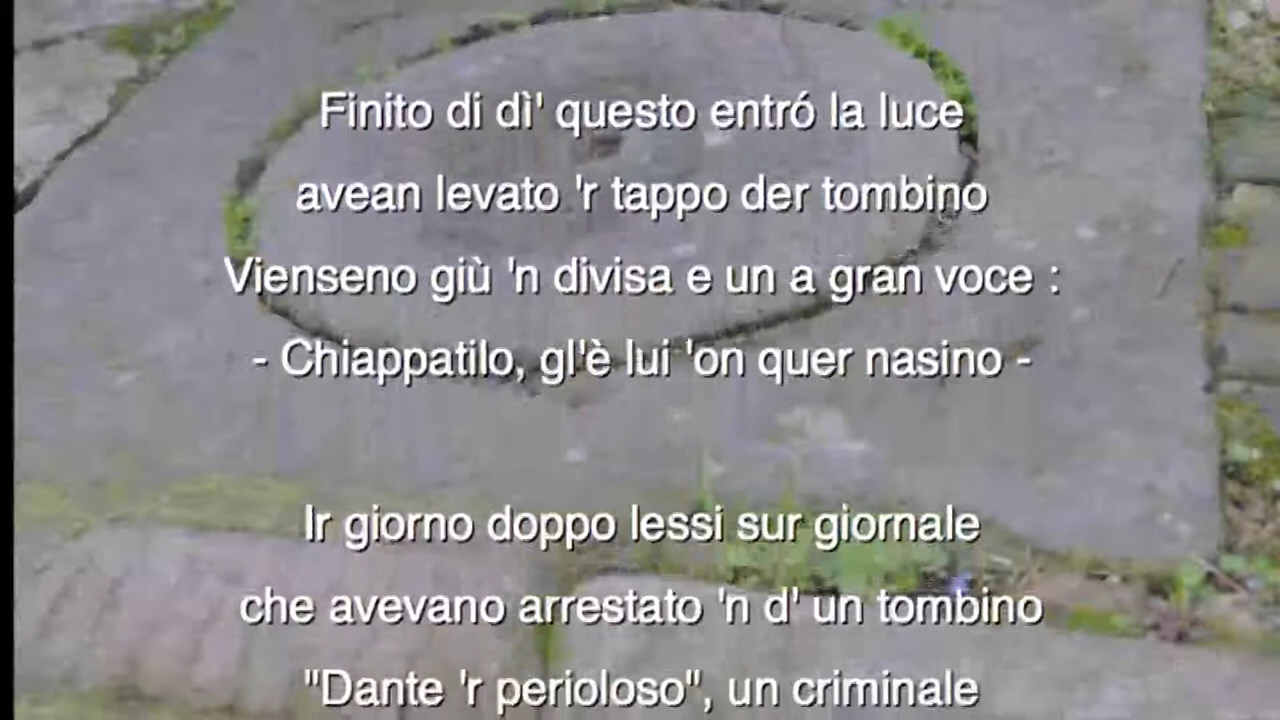 Finito di dì' questo entró la luce
avean levato 'r tappo der tombino
Vienseno giù 'n divisa e un a gran voce :
- Chiappatilo, gl'è lui 'on quer nasino -
Ir giorno doppo lessi sur giornale
che avevano arrestato 'n d' un tombino
"Dante 'r perioloso", un criminale